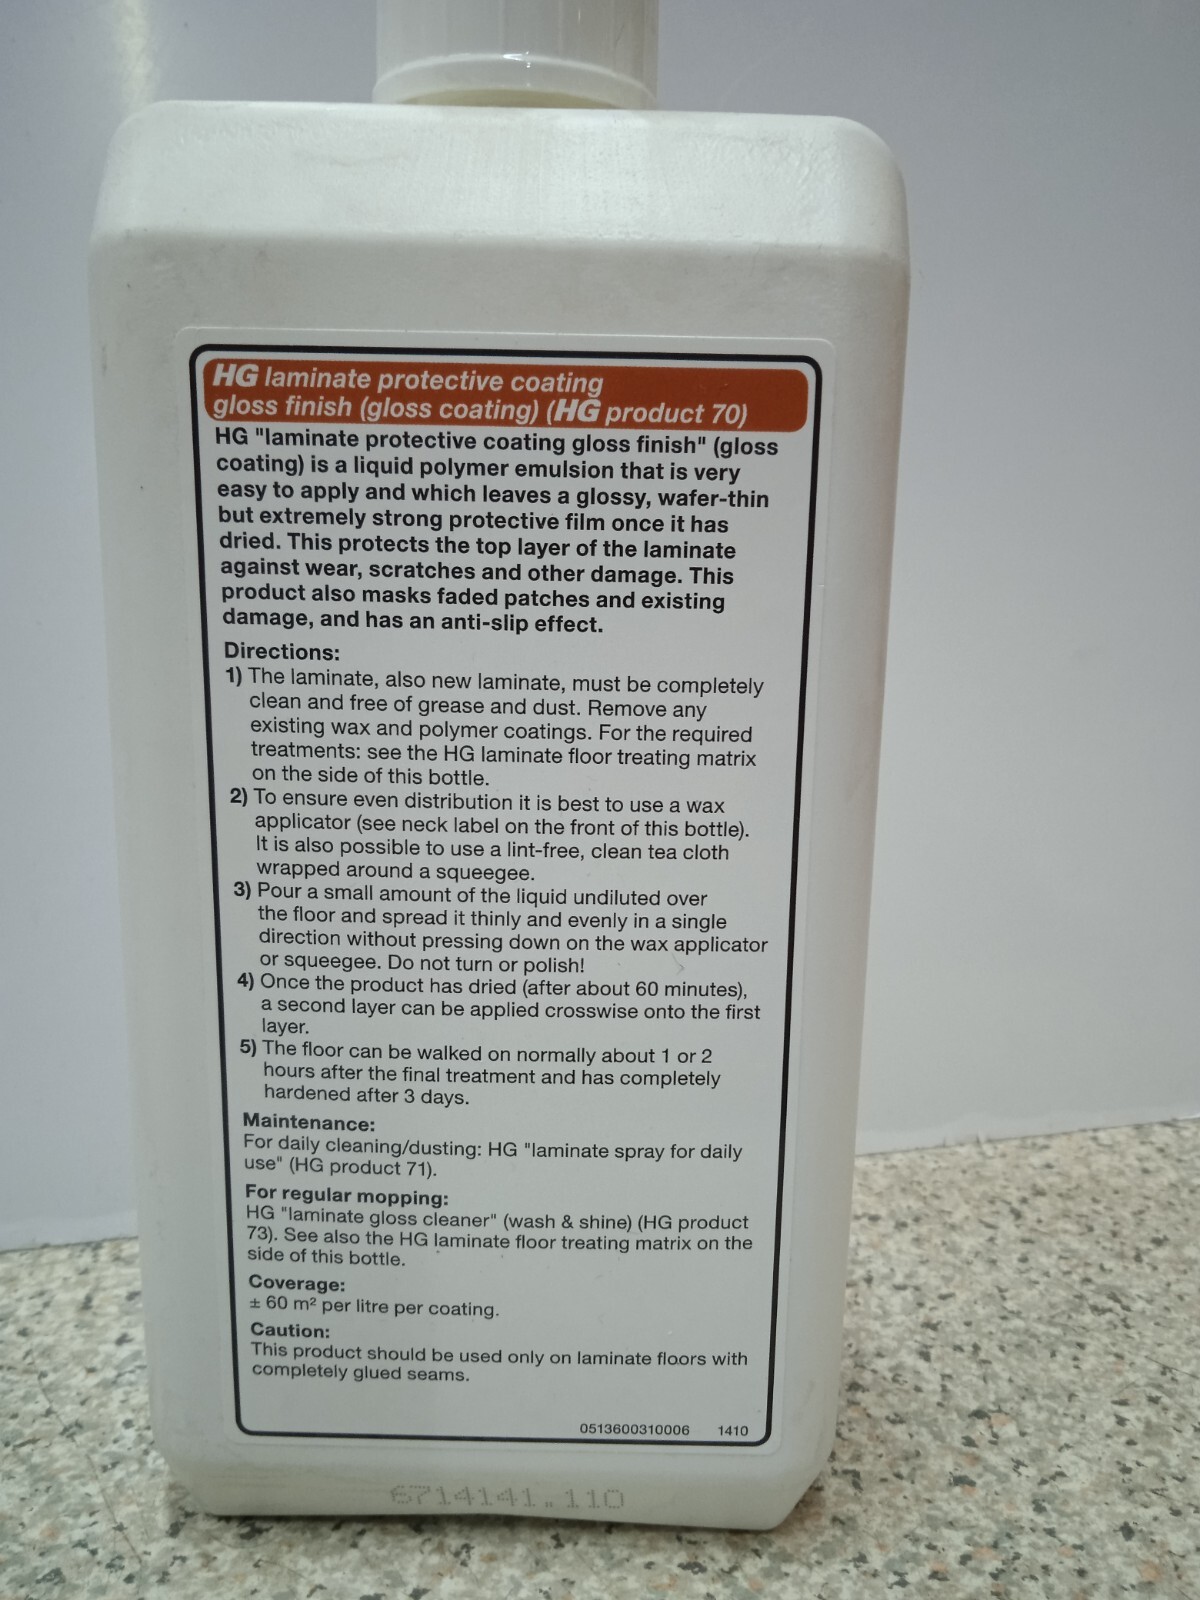 HG laminate protective coating
gloss finish (gloss coating) (HG product 70)
HG "laminate protective coating gloss finish" (gloss
coating) is a liquid polymer emulsion that is very
easy to apply and which leaves a glossy, wafer-thin
but extremely strong protective film once it has
dried. This protects the top layer of the laminate
against wear, scratches and other damage. This
product also masks faded patches and existing
damage, and has an anti-slip effect.
Directions:
1) The laminate, also new laminate, must be completely
clean and free of grease and dust. Remove any
existing wax and polymer coatings. For the required
treatments: see the HG laminate floor treating matrix
on the side of this bottle.
2) To ensure even distribution it is best to use a wax
applicator (see neck label on the front of this bottle).
It is also possible to use a lint-free, clean tea cloth
wrapped around a squeegee.
3) Pour a small amount of the liquid undiluted over
the floor and spread it thinly and evenly in a single
direction without pressing down on the wax applicator
or squeegee. Do not turn or polish!
4) Once the product has dried (after about 60 minutes),
a second layer can be applied crosswise onto the first
layer.
5) The floor can be walked on normally about 1 or 2
hours after the final treatment and has completely
hardened after 3 days.
Maintenance:
For daily cleaning/dusting: HG "laminate spray for daily
use" (HG product 71).
For regular mopping:
HG "laminate gloss cleaner" (wash & shine) (HG product
73). See also the HG laminate floor treating matrix on the
side of this bottle.
Coverage:
± 60 m² per litre per coating.
Caution:
This product should be used only on laminate floors with
completely glued seams.
0513600310006 1410
6714141..110